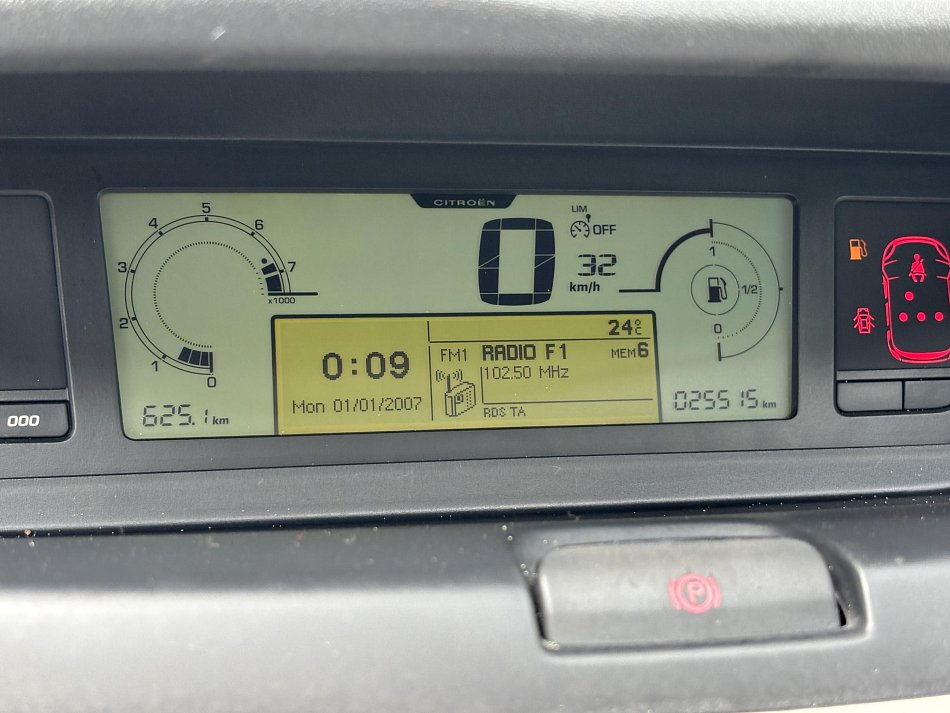 CITROËN
5
4
6
3
7
x1000
2
1
0
625.1 km
000
0
LIM
OFF
32
km/h
1
1/2
0
025515 km
24°C
0:09
Mon 01/01/2007
FM1
RADIO F1
MEM6
102.50 MHz
RDS TA
P